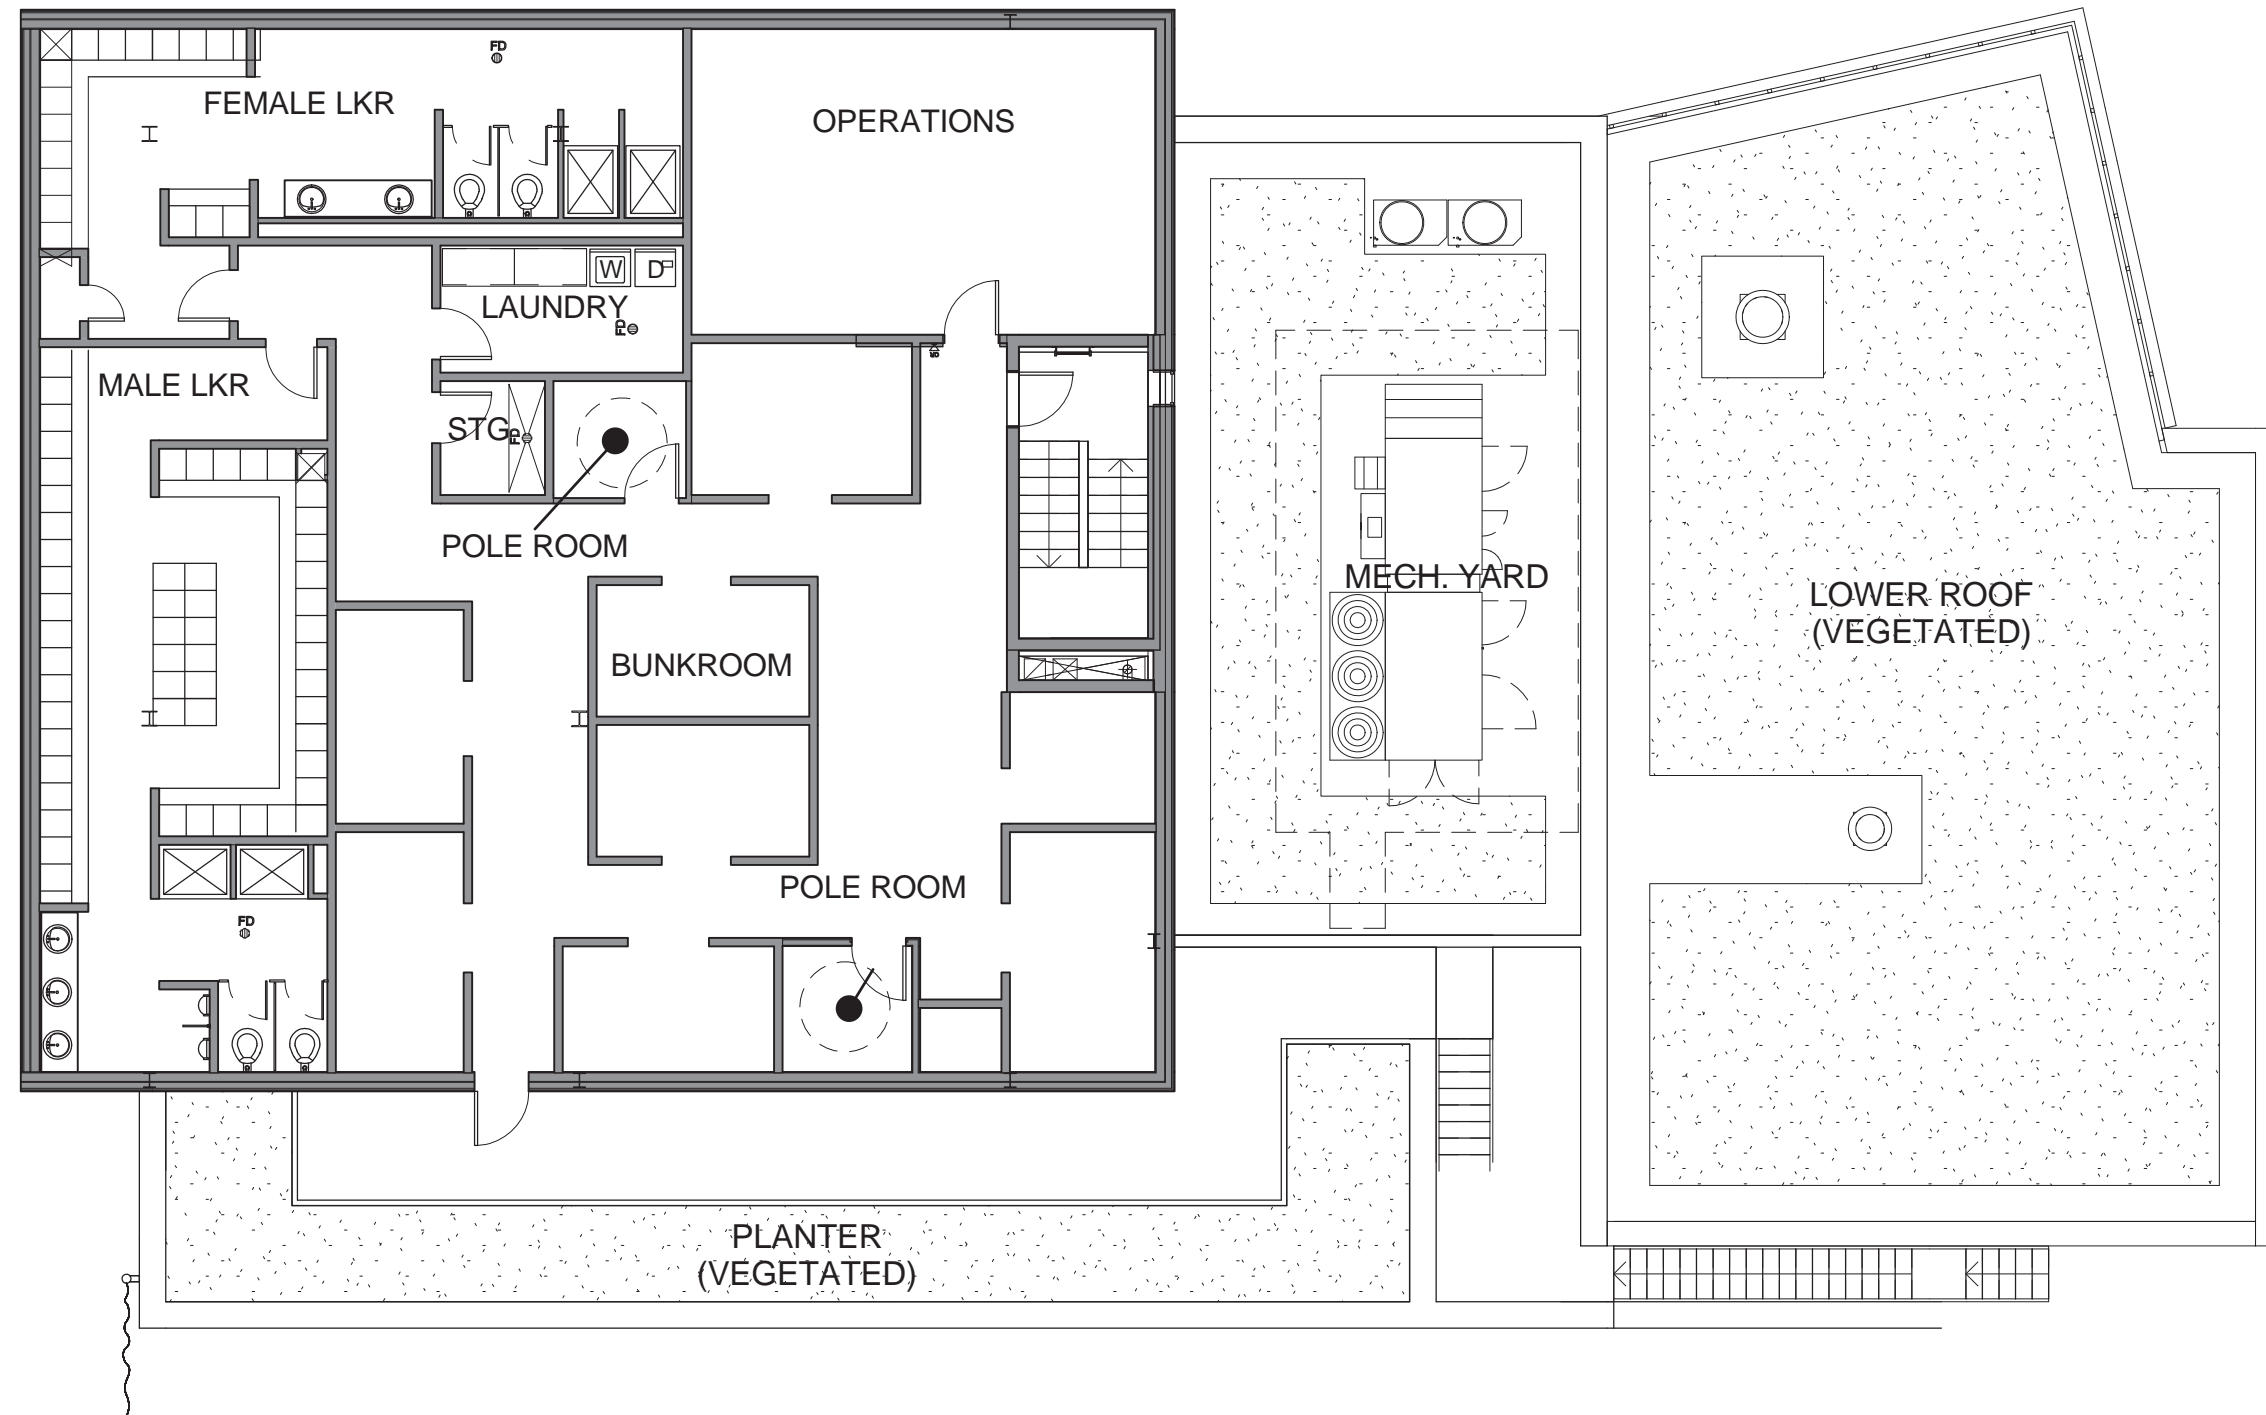 FD
FEMALE LKR
OPERATIONS
W
D
LAUNDRY
FD
MALE LKR
STG
FD
POLE ROOM
MECH. YARD
LOWER ROOF
(VEGETATED)
BUNKROOM
POLE ROOM
FD
PLANTER
(VEGETATED)